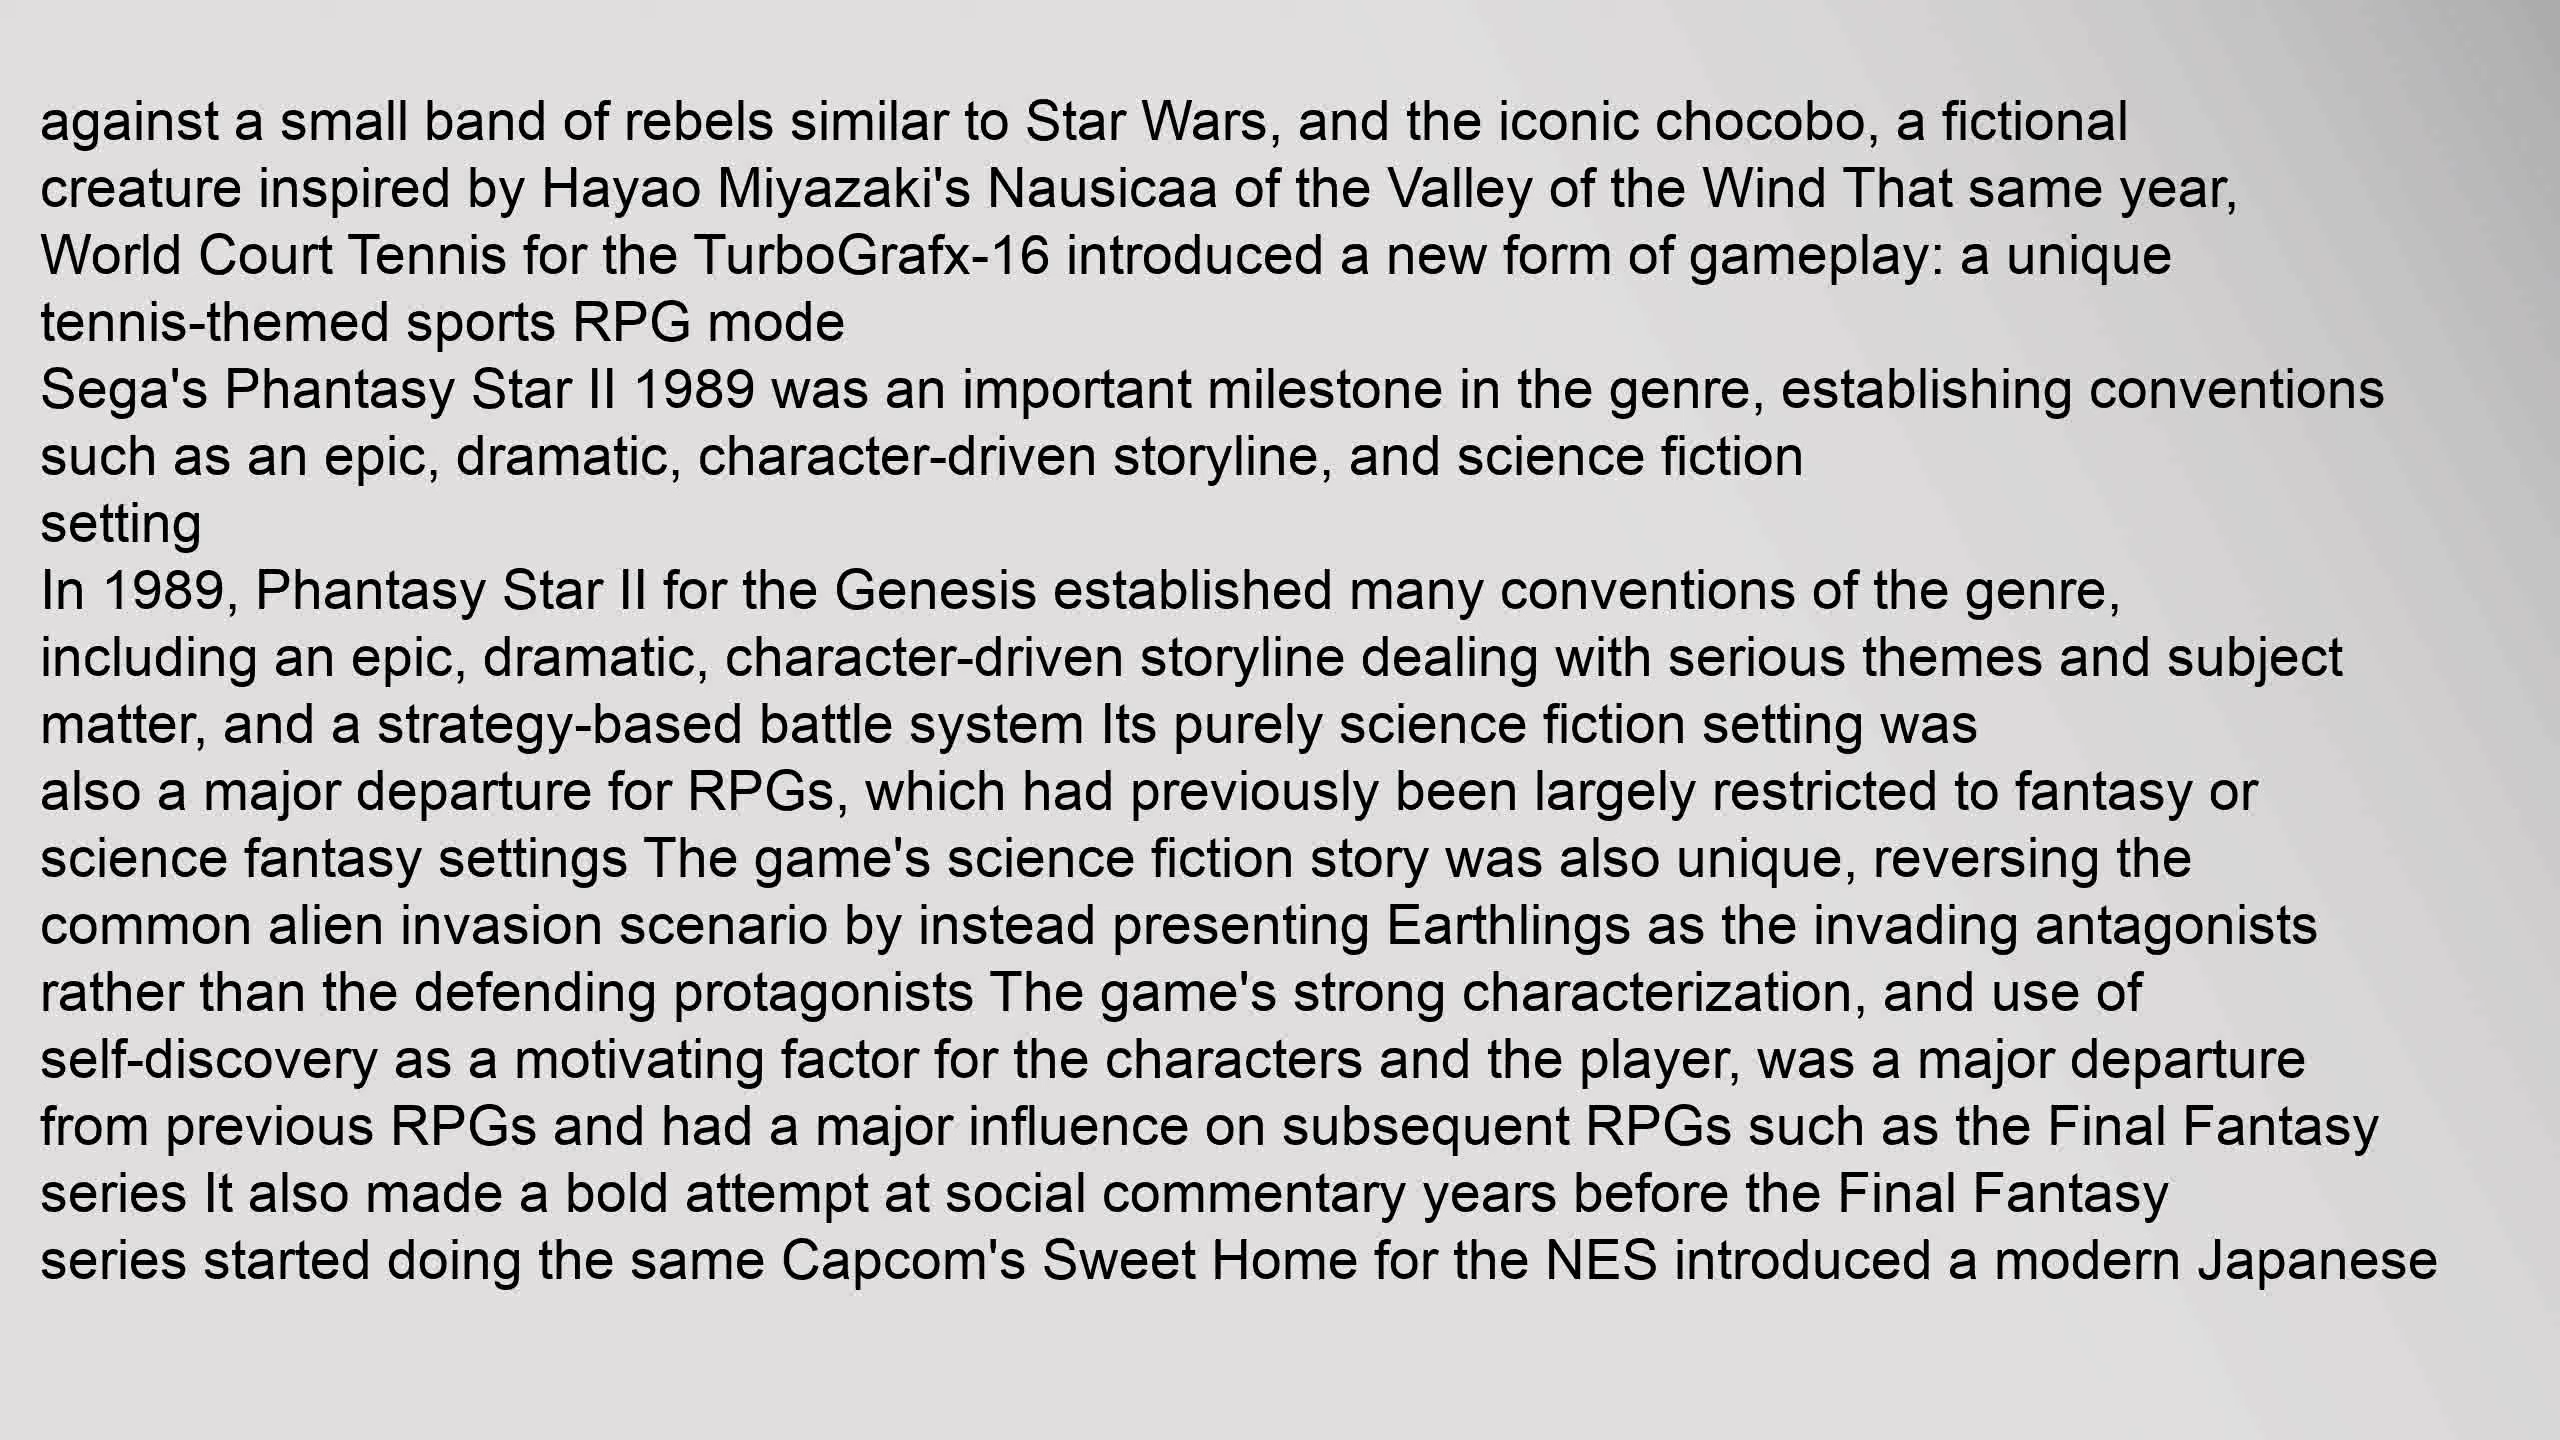 against a small band of rebels similar to Star Wars, and the iconic chocobo, a fictional
creature inspired by Hayao Miyazaki's Nausicaa of the Valley of the Wind That same year,
World Court Tennis for the TurboGrafx-16 introduced a new form of gameplay: a unique
tennis-themed sports RPG mode
Sega's Phantasy Star II 1989 was an important milestone in the genre, establishing conventions
such as an epic, dramatic, character-driven storyline, and science fiction
setting
In 1989, Phantasy Star II for the Genesis established many conventions of the genre,
including an epic, dramatic, character-driven storyline dealing with serious themes and subject
matter, and a strategy-based battle system Its purely science fiction setting was
also a major departure for RPGs, which had previously been largely restricted to fantasy or
science fantasy settings The game's science fiction story was also unique, reversing the
common alien invasion scenario by instead presenting Earthlings as the invading antagonists
rather than the defending protagonists The game's strong characterization, and use of
self-discovery as a motivating factor for the characters and the player, was a major departure
from previous RPGs and had a major influence on subsequent RPGs such as the Final Fantasy
series It also made a bold attempt at social commentary years before the Final Fantasy
series started doing the same Capcom's Sweet Home for the NES introduced a modern Japanese